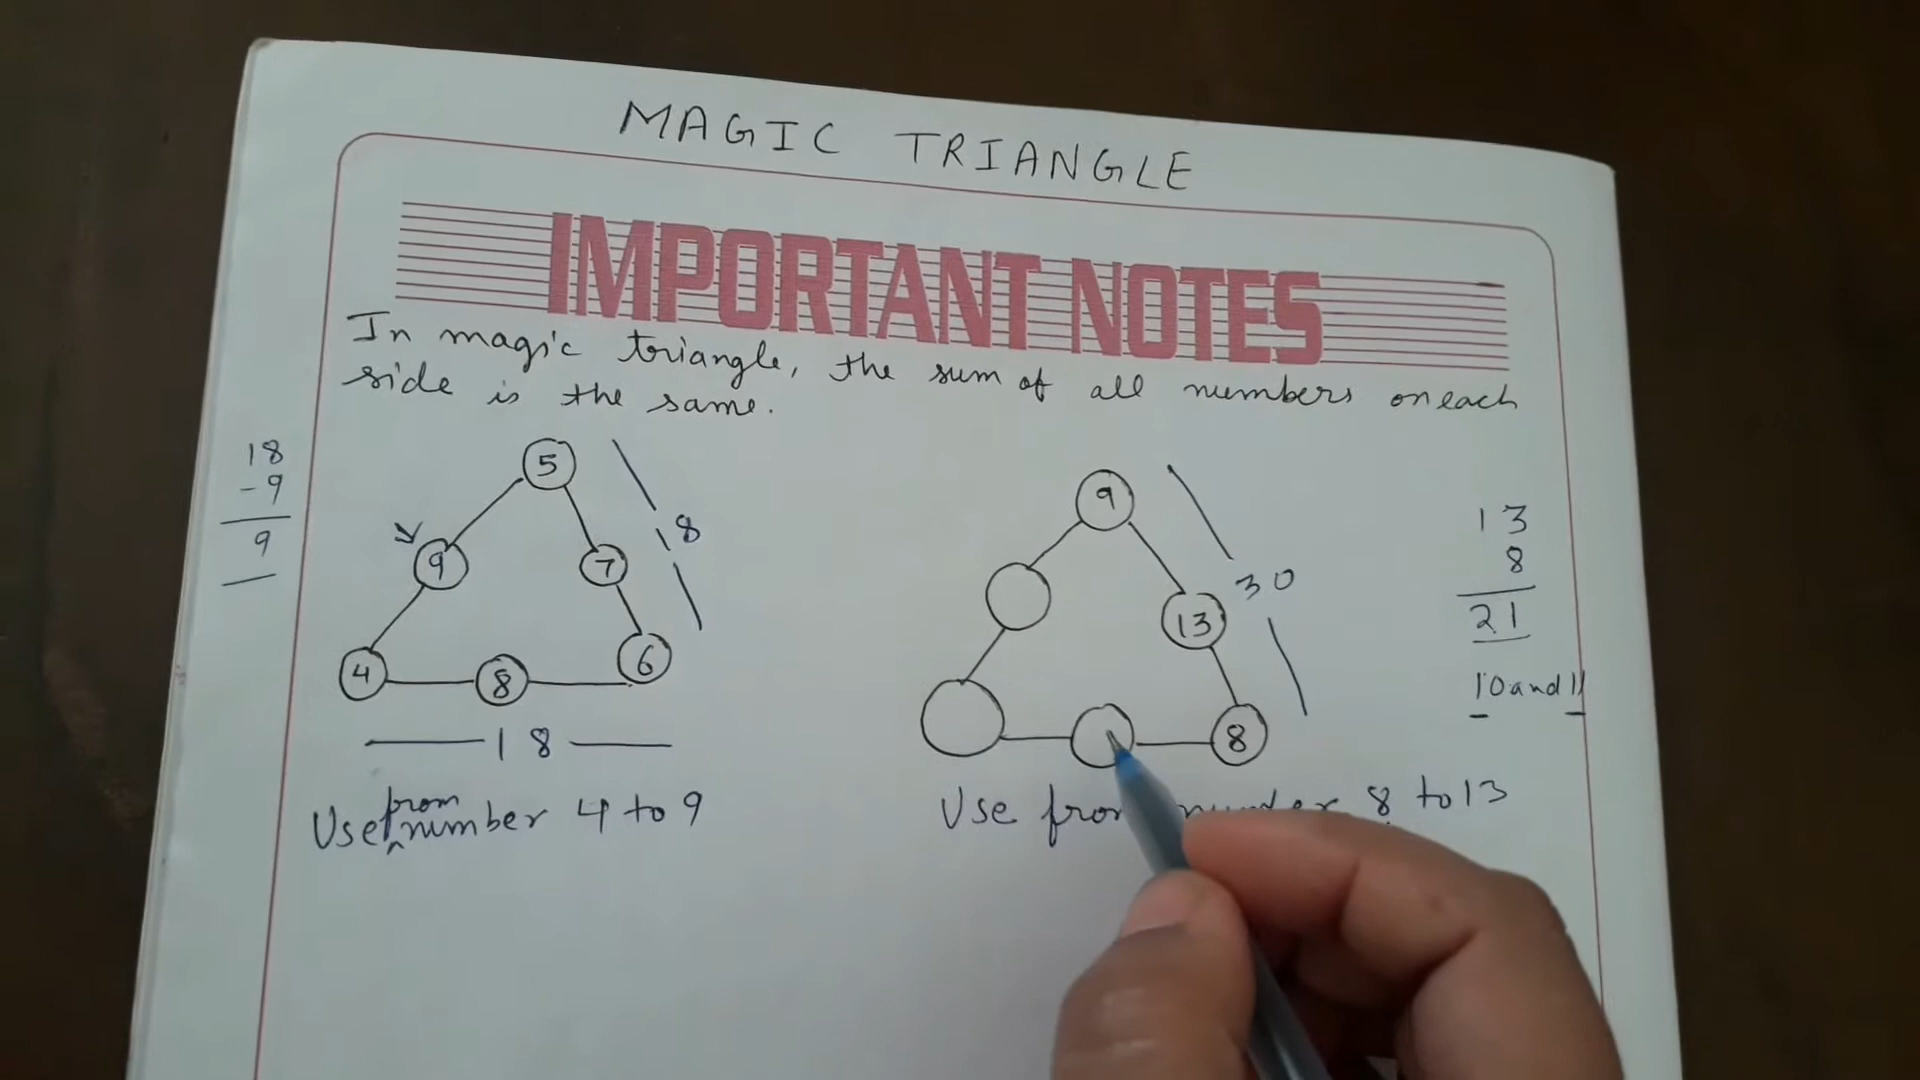 MAGIC TRIANGLE
IMPORTANT NOTES
In magic triangle, the sum of all numbers on each
side is the same.
18
-9
9
5
9
7
4
8
6
18
18
Use from number 4 to 9
9
13
8
30
Use from number 8 to 13
13
8
21
10 and 11